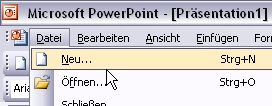 Microsoft PowerPoint - [Präsentation1]
Datei Bearbeiten Ansicht Einfügen
Neu... Strg+N
Öffnen... Strg+O
Schließen